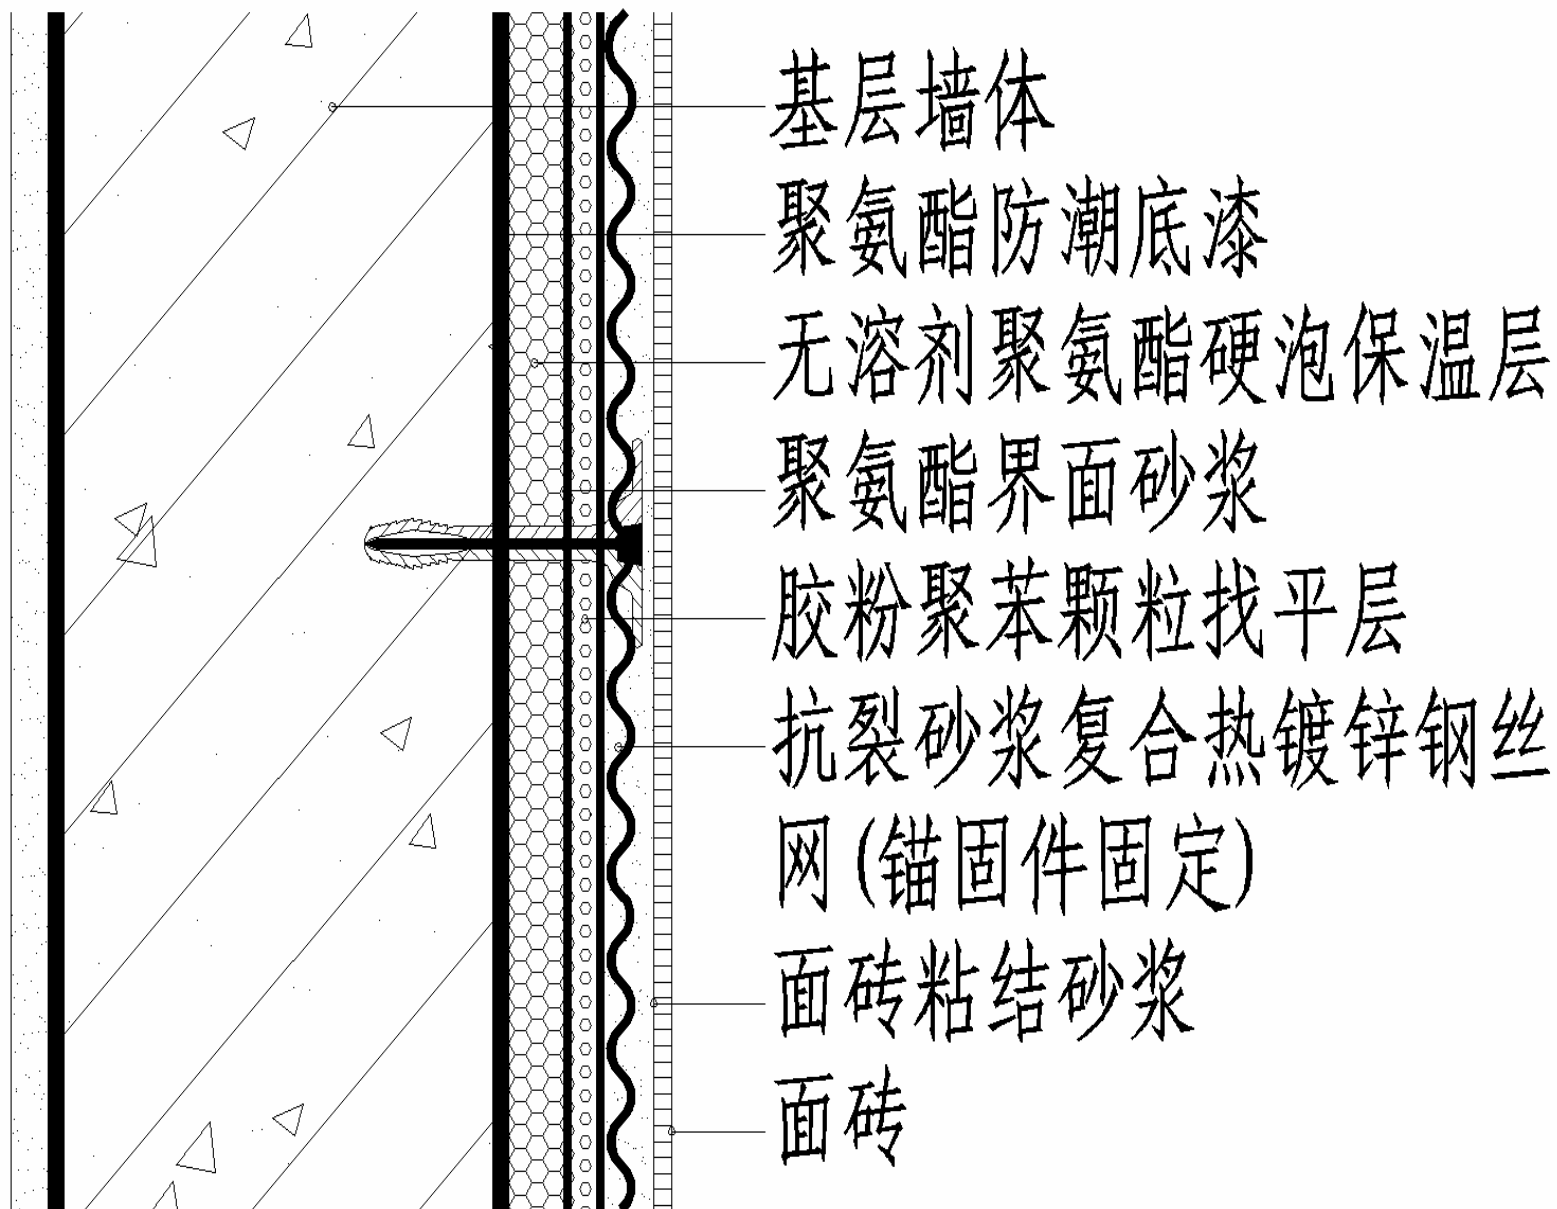 基层墙体
聚氨酯防潮底漆
无溶剂聚氨酯硬泡保温层
聚氨酯界面砂浆
胶粉聚苯颗粒找平层
抗裂砂浆复合热镀锌钢丝
网(锚固件固定)
面砖粘结砂浆
面砖